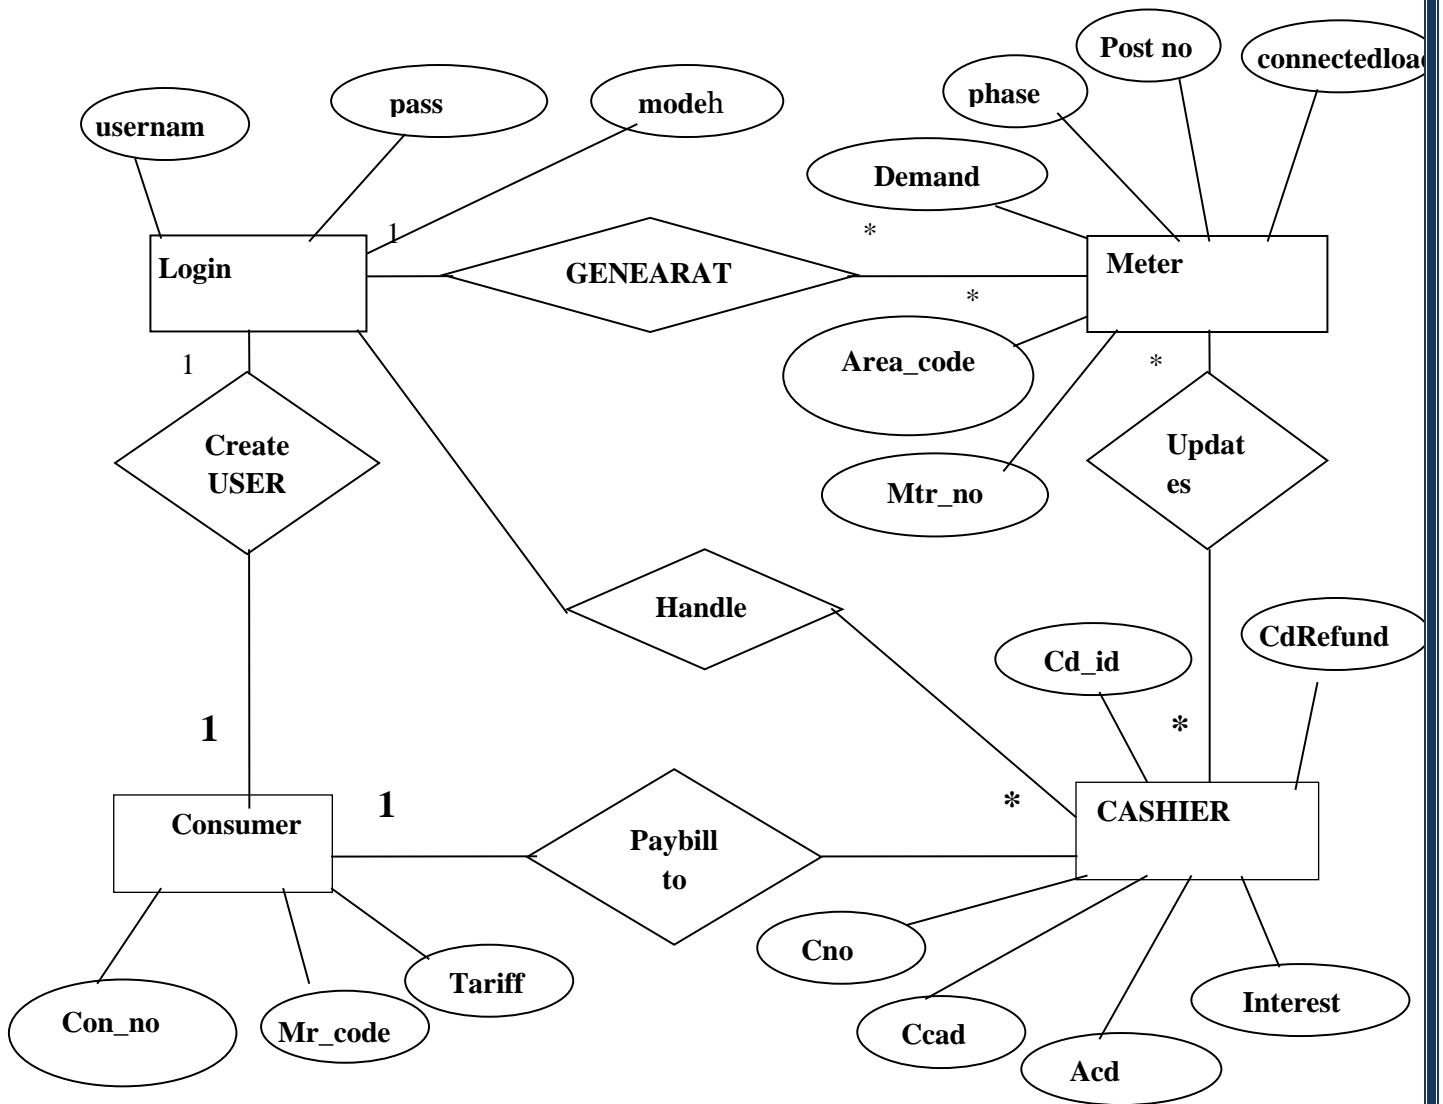 Post no
connectedloa
phase
pass
modeh
usernam
Demand
1
*
Login
GENEARAT
Meter
*
1
Area_code
*
Create
USER
Updat
es
Mtr_no
Handle
CdRefund
Cd_id
1
*
1
*
CASHIER
Consumer
Paybill
to
Cno
Tariff
Interest
Con_no
Mr_code
Ccad
Acd